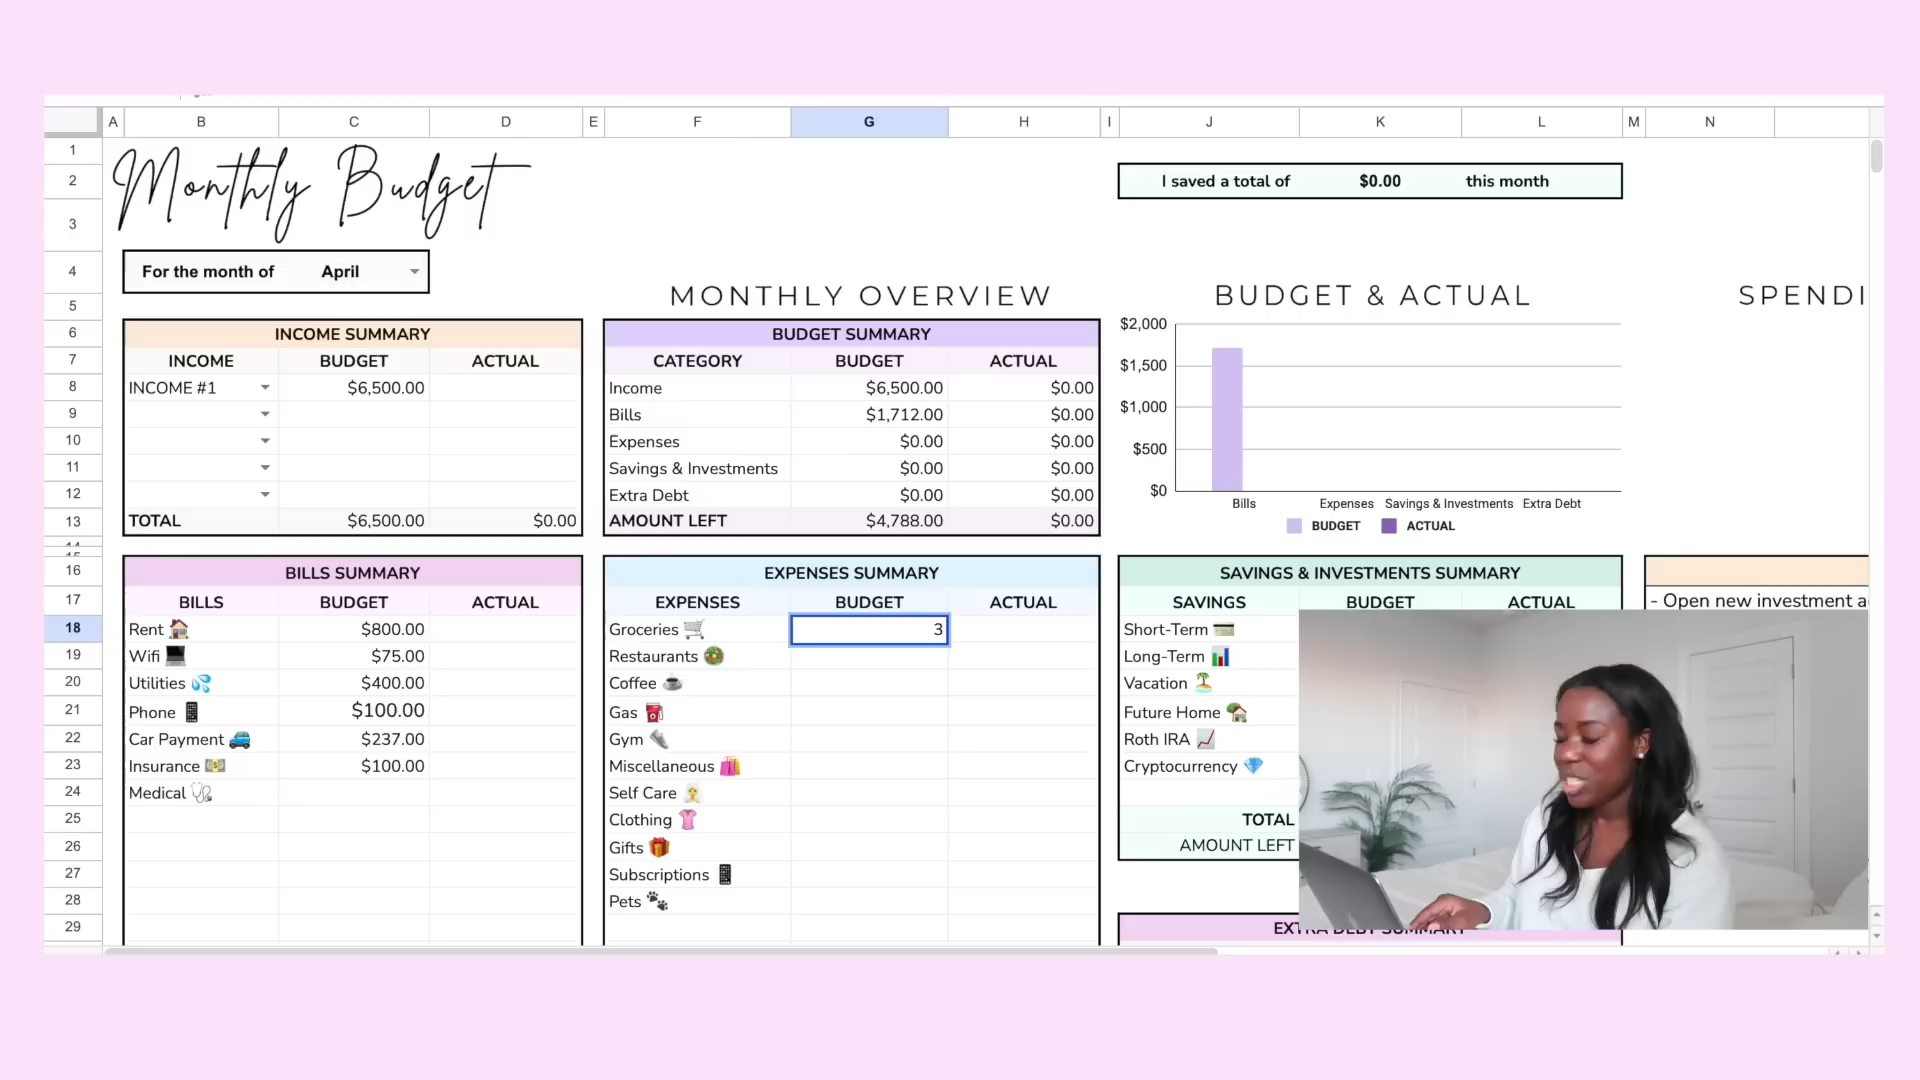 A B C D E F G H I J K L M N
1
Monthly Budget
2 I saved a total of $0.00 this month
3
4 For the month of April
5 MONTHLY OVERVIEW BUDGET & ACTUAL SPENDI
6 INCOME SUMMARY BUDGET SUMMARY
7 INCOME BUDGET ACTUAL CATEGORY BUDGET ACTUAL
8 INCOME #1 $6,500.00 Income $6,500.00 $0.00
9 Bills $1,712.00 $0.00
10 Expenses $0.00 $0.00
11 Savings & Investments $0.00 $0.00
12 Extra Debt $0.00 $0.00
13 TOTAL $6,500.00 $0.00 AMOUNT LEFT $4,788.00 $0.00
$2,000
$1,500
$1,000
$500
$0
Bills Expenses Savings & Investments Extra Debt
BUDGET ACTUAL
16 BILLS SUMMARY EXPENSES SUMMARY SAVINGS & INVESTMENTS SUMMARY
17 BILLS BUDGET ACTUAL EXPENSES BUDGET ACTUAL SAVINGS BUDGET ACTUAL - Open new investment a
18 Rent $800.00 Groceries 3 Short-Term
19 Wifi $75.00 Restaurants Long-Term
20 Utilities $400.00 Coffee Vacation
21 Phone $100.00 Gas Future Home
22 Car Payment $237.00 Gym Roth IRA
23 Insurance $100.00 Miscellaneous Cryptocurrency
24 Medical Self Care
25 Clothing TOTAL
26 Gifts AMOUNT LEFT
27 Subscriptions
28 Pets
29 EXTRA DEBT SUMMARY